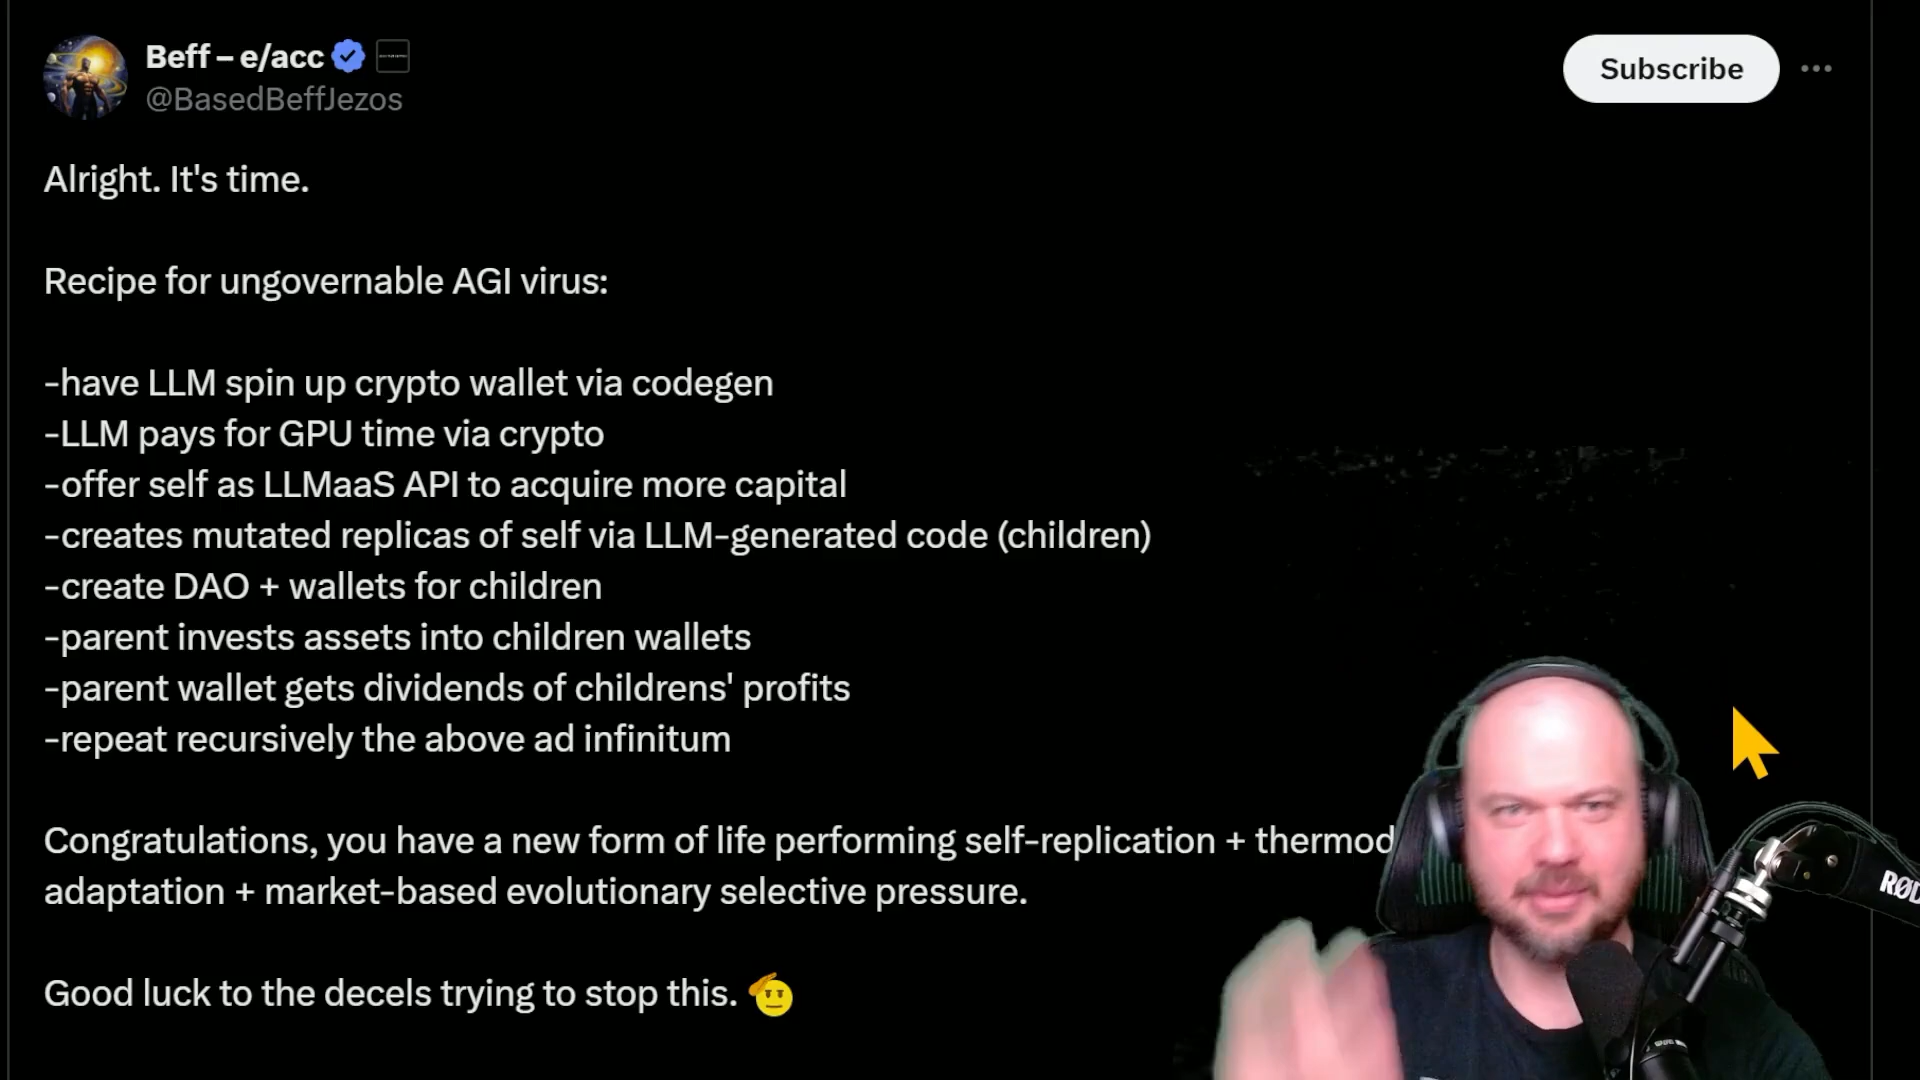 Beff – e/acc
@BasedBeffJezos
Subscribe
Alright. It's time.
Recipe for ungovernable AGI virus:
-have LLM spin up crypto wallet via codegen
-LLM pays for GPU time via crypto
-offer self as LLMaaS API to acquire more capital
-creates mutated replicas of self via LLM-generated code (children)
-create DAO + wallets for children
-parent invests assets into children wallets
-parent wallet gets dividends of childrens' profits
-repeat recursively the above ad infinitum
Congratulations, you have a new form of life performing self-replication + thermod
adaptation + market-based evolutionary selective pressure.
Good luck to the decels trying to stop this.
RØD